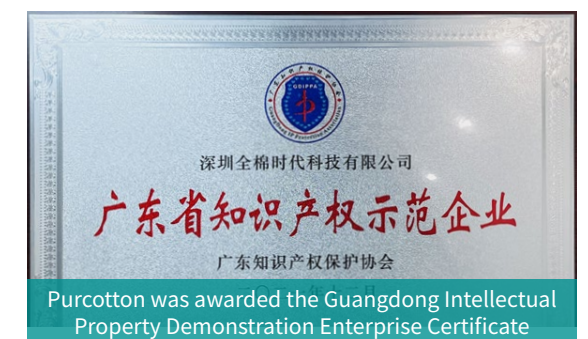 GDIPPA
深圳全棉时代科技有限公司
广东省知识产权示范企业
广东知识产权保护协会
Purcotton was awarded the Guangdong Intellectual
Property Demonstration Enterprise Certificate